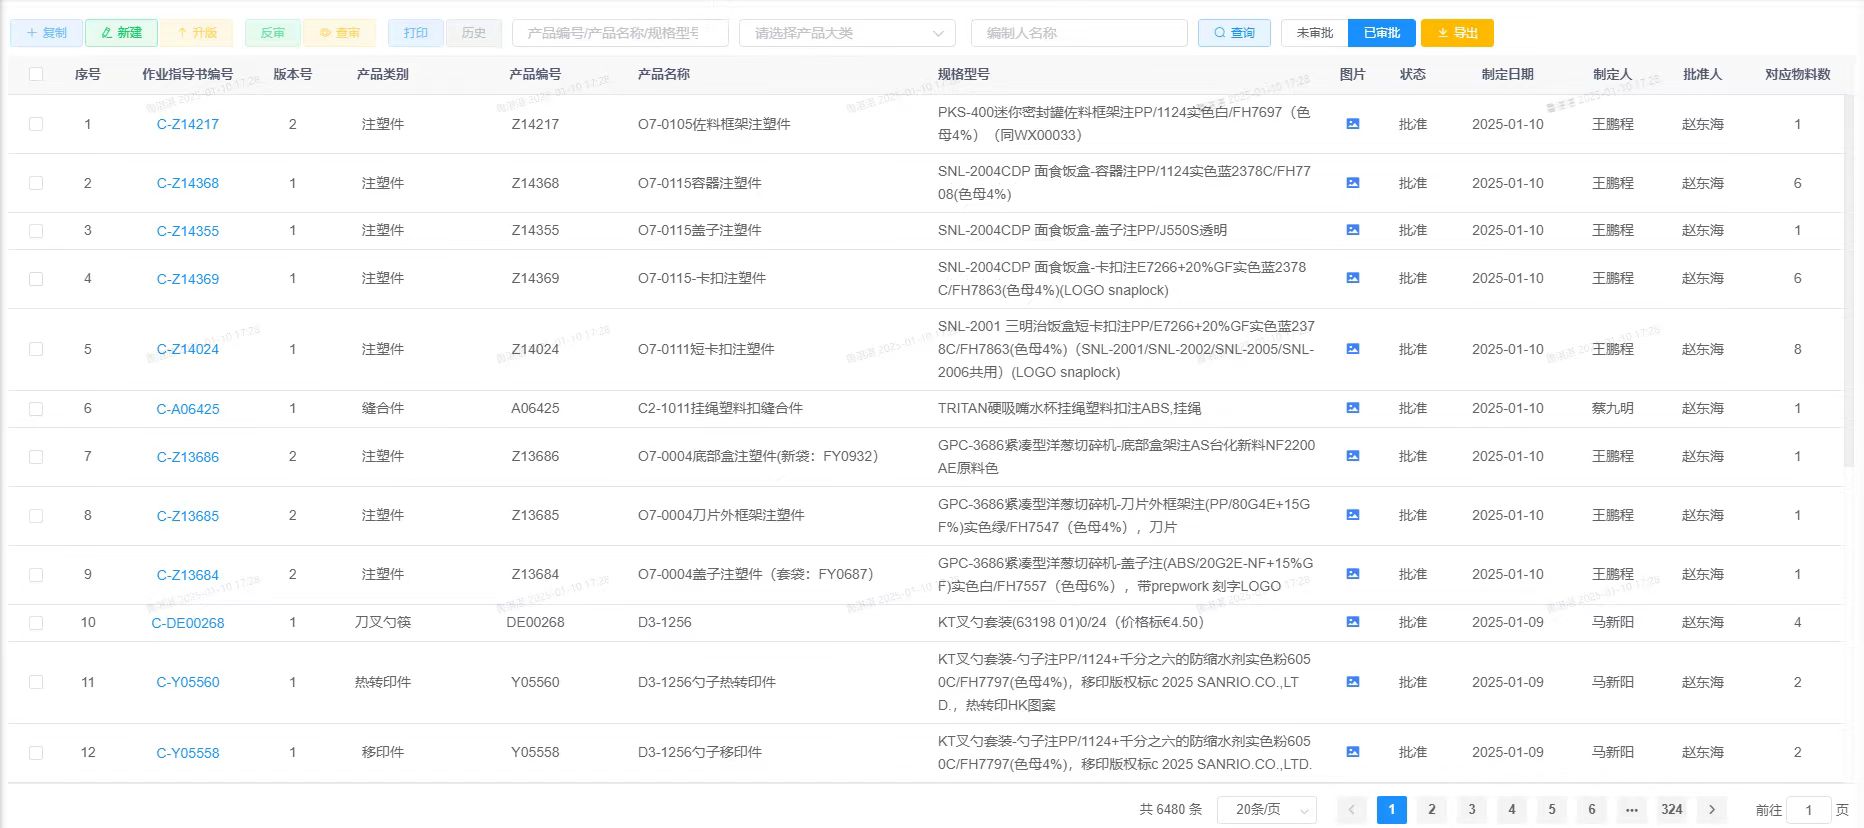 复制 新建 升版 反审 查审 打印 历史 产品编号/产品名称/规格型号 请选择产品大类 编制人名称 查询 未审批 已审批 导出
序号 作业指导书编号 版本号 产品类别 产品编号 产品名称 规格型号 图片 状态 制定日期 制定人 批准人 对应物料数
1 C-Z14217 2 注塑件 Z14217 O7-0105佐料框架注塑件 PKS-400迷你密封罐佐料框架注PP/1124实色白/FH7697（色
母4%）（同WX00033） 批准 2025-01-10 王鹏程 赵东海 1
2 C-Z14368 1 注塑件 Z14368 O7-0115容器注塑件 SNL-2004CDP 面食饭盒-容器注PP/1124实色蓝2378C/FH77
08(色母4%) 批准 2025-01-10 王鹏程 赵东海 6
3 C-Z14355 1 注塑件 Z14355 O7-0115盖子注塑件 SNL-2004CDP 面食饭盒-盖子注PP/J550S透明 批准 2025-01-10 王鹏程 赵东海 1
4 C-Z14369 1 注塑件 Z14369 O7-0115-卡扣注塑件 SNL-2004CDP 面食饭盒-卡扣注E7266+20%GF实色蓝2378
C/FH7863(色母4%)(LOGO snaplock) 批准 2025-01-10 王鹏程 赵东海 6
5 C-Z14024 1 注塑件 Z14024 O7-0111短卡扣注塑件 SNL-2001 三明治饭盒短卡扣注PP/E7266+20%GF实色蓝237
8C/FH7863(色母4%)（SNL-2001/SNL-2002/SNL-2005/SNL-
2006共用）(LOGO snaplock) 批准 2025-01-10 王鹏程 赵东海 8
6 C-A06425 1 缝合件 A06425 C2-1011挂绳塑料扣缝合件 TRITAN硬吸嘴水杯挂绳塑料扣注ABS,挂绳 批准 2025-01-10 蔡九明 赵东海 1
7 C-Z13686 2 注塑件 Z13686 O7-0004底部盒注塑件(新袋：FY0932） GPC-3686紧凑型洋葱切碎机-底部盒架注AS台化新料NF2200
AE原料色 批准 2025-01-10 王鹏程 赵东海 1
8 C-Z13685 2 注塑件 Z13685 O7-0004刀片外框架注塑件 GPC-3686紧凑型洋葱切碎机-刀片外框架注(PP/80G4E+15G
F%)实色绿/FH7547（色母4%），刀片 批准 2025-01-10 王鹏程 赵东海 1
9 C-Z13684 2 注塑件 Z13684 O7-0004盖子注塑件（套袋：FY0687） GPC-3686紧凑型洋葱切碎机-盖子注(ABS/20G2E-NF+15%G
F)实色白/FH7557（色母6%），带prepwork 刻字LOGO 批准 2025-01-10 王鹏程 赵东海 1
10 C-DE00268 1 刀叉勺筷 DE00268 D3-1256 KT叉勺套装(63198 01)0/24（价格标€4.50） 批准 2025-01-09 马新阳 赵东海 4
11 C-Y05560 1 热转印件 Y05560 D3-1256勺子热转印件 KT叉勺套装-勺子注PP/1124+千分之六的防缩水剂实色粉605
0C/FH7797(色母4%)，移印版权标c 2025 SANRIO.CO.,LT
D.，热转印HK图案 批准 2025-01-09 马新阳 赵东海 2
12 C-Y05558 1 移印件 Y05558 D3-1256勺子移印件 KT叉勺套装-勺子注PP/1124+千分之六的防缩水剂实色粉605
0C/FH7797(色母4%)，移印版权标c 2025 SANRIO.CO.,LTD. 批准 2025-01-09 马新阳 赵东海 2
共 6480 条 20条/页 1 2 3 4 5 6 ••• 324 前往 1 页